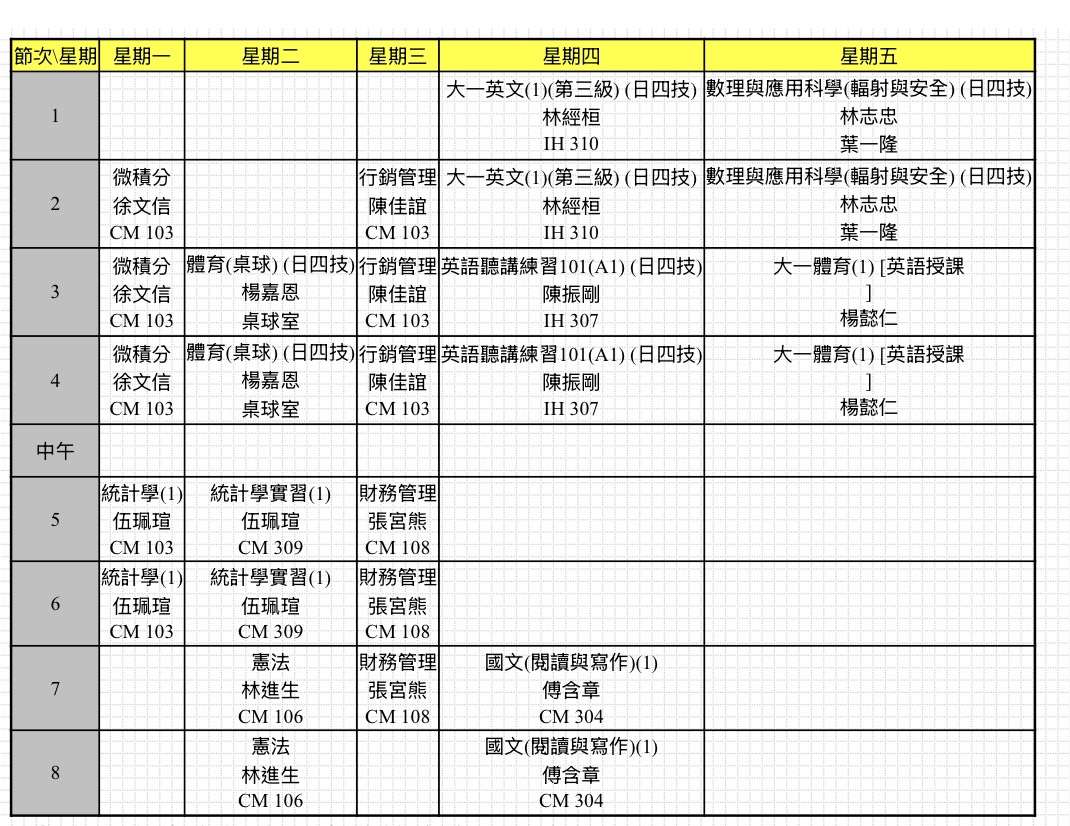 節次\星期 星期一 星期二 星期三 星期四 星期五
1
大一英文(1)(第三級) (日四技)
林經桓
IH 310
數理與應用科學(輻射與安全) (日四技)
林志忠
葉一隆
2
微積分
徐文信
CM 103
行銷管理
陳佳誼
CM 103
大一英文(1)(第三級) (日四技)
林經桓
IH 310
數理與應用科學(輻射與安全) (日四技)
林志忠
葉一隆
3
微積分
徐文信
CM 103
體育(桌球) (日四技)
楊嘉恩
桌球室
行銷管理
陳佳誼
CM 103
英語聽講練習101(A1) (日四技)
陳振剛
IH 307
大一體育(1) [英語授課
]
楊懿仁
4
微積分
徐文信
CM 103
體育(桌球) (日四技)
楊嘉恩
桌球室
行銷管理
陳佳誼
CM 103
英語聽講練習101(A1) (日四技)
陳振剛
IH 307
大一體育(1) [英語授課
]
楊懿仁
中午
5
統計學(1)
伍珮瑄
CM 103
統計學實習(1)
伍珮瑄
CM 309
財務管理
張宮熊
CM 108
6
統計學(1)
伍珮瑄
CM 103
統計學實習(1)
伍珮瑄
CM 309
財務管理
張宮熊
CM 108
7
憲法
林進生
CM 106
財務管理
張宮熊
CM 108
國文(閱讀與寫作)(1)
傅含章
CM 304
8
憲法
林進生
CM 106
國文(閱讀與寫作)(1)
傅含章
CM 304